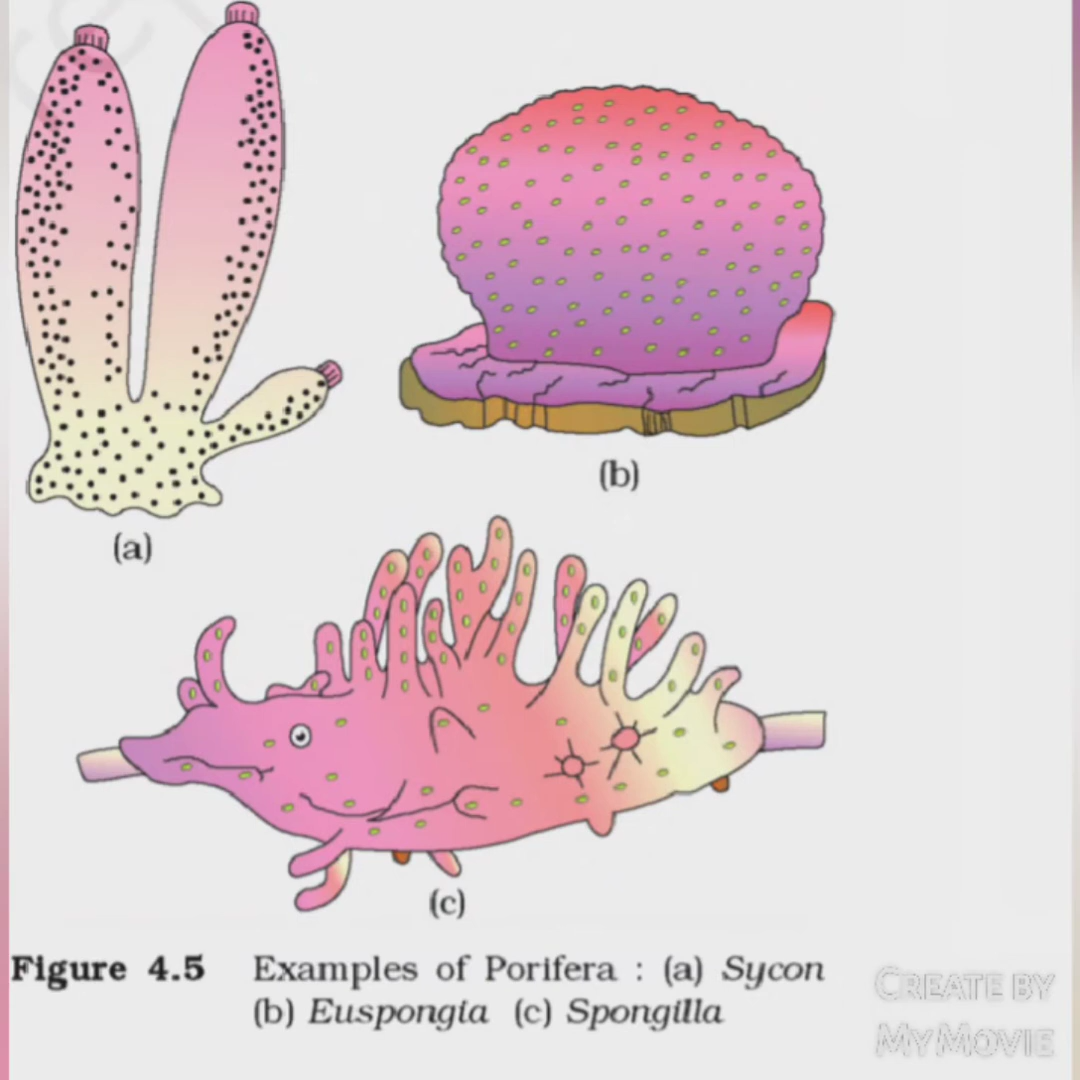 (a)
(b)
(c)
Figure 4.5 Examples of Porifera : (a) Sycon
(b) Euspongia (c) Spongilla
CREATE BY
MY MOVIE